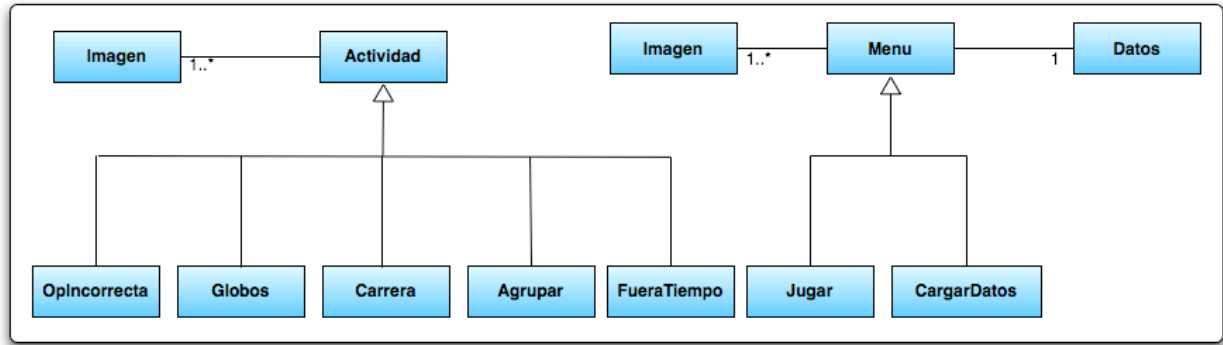 Imagen
1..*
Actividad
Imagen
1..*
Menu
1
Datos
OpIncorrecta
Globos
Carrera
Agrupar
FueraTiempo
Jugar
CargarDatos